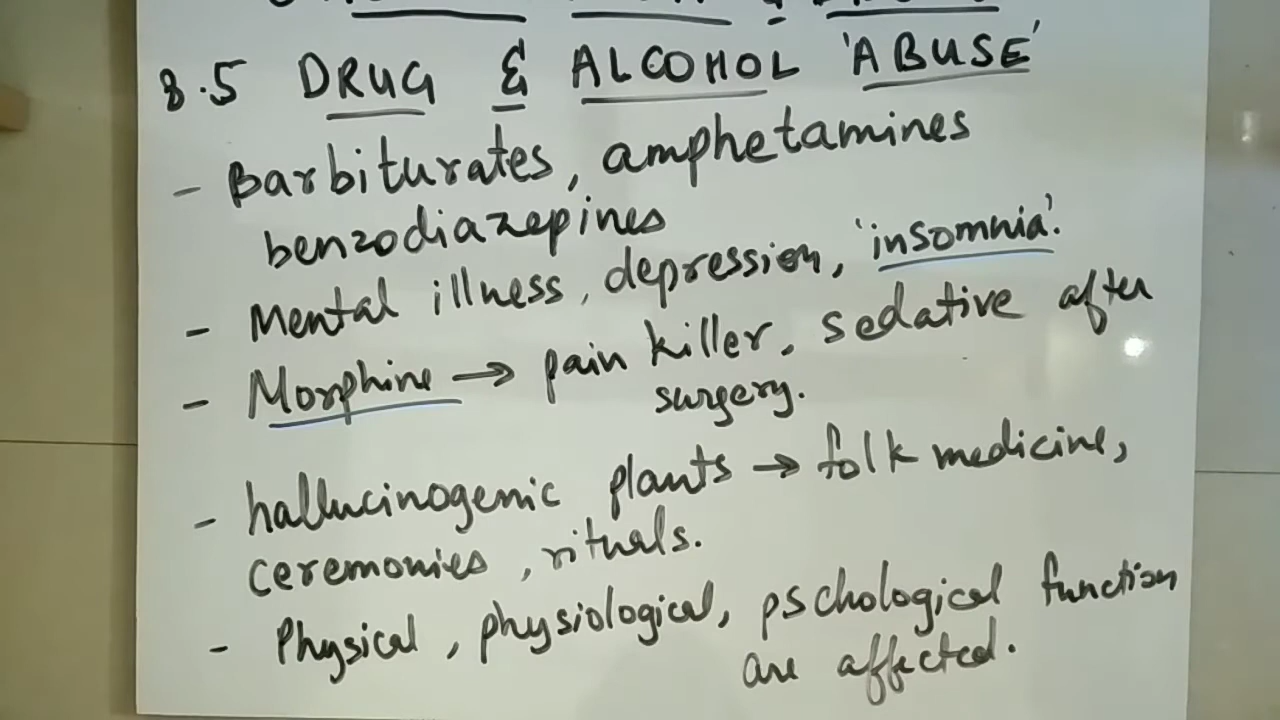 8.5 DRUG & ALCOHOL 'ABUSE'
- Barbiturates, amphetamines
benzodiazepines
- Mental illness, depression, 'insomnia'.
- Morphine → pain killer, sedative after
surgery.
- hallucinogenic plants → folk medicine,
ceremonies, rituals.
- Physical, physiological, pschological function
are affected.